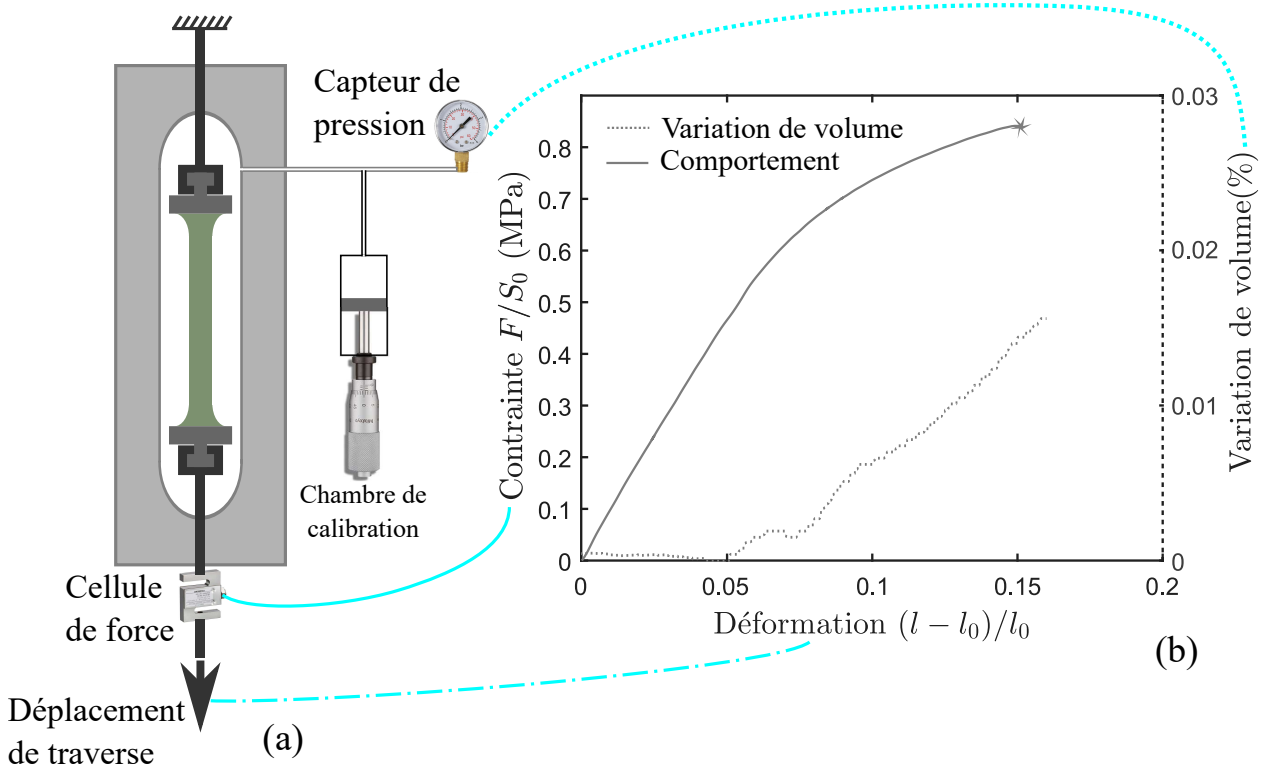 Capteur de
pression
Chambre de
calibration
Cellule
de force
Déplacement
de traverse
(a)
Variation de volume
Comportement
Contrainte F/S₀ (MPa)
0
0.1
0.2
0.3
0.4
0.5
0.6
0.7
0.8
0
0.05
0.1
0.15
0.2
Déformation (l − l₀)/l₀
0
0.01
0.02
0.03
Variation de volume(%)
(b)